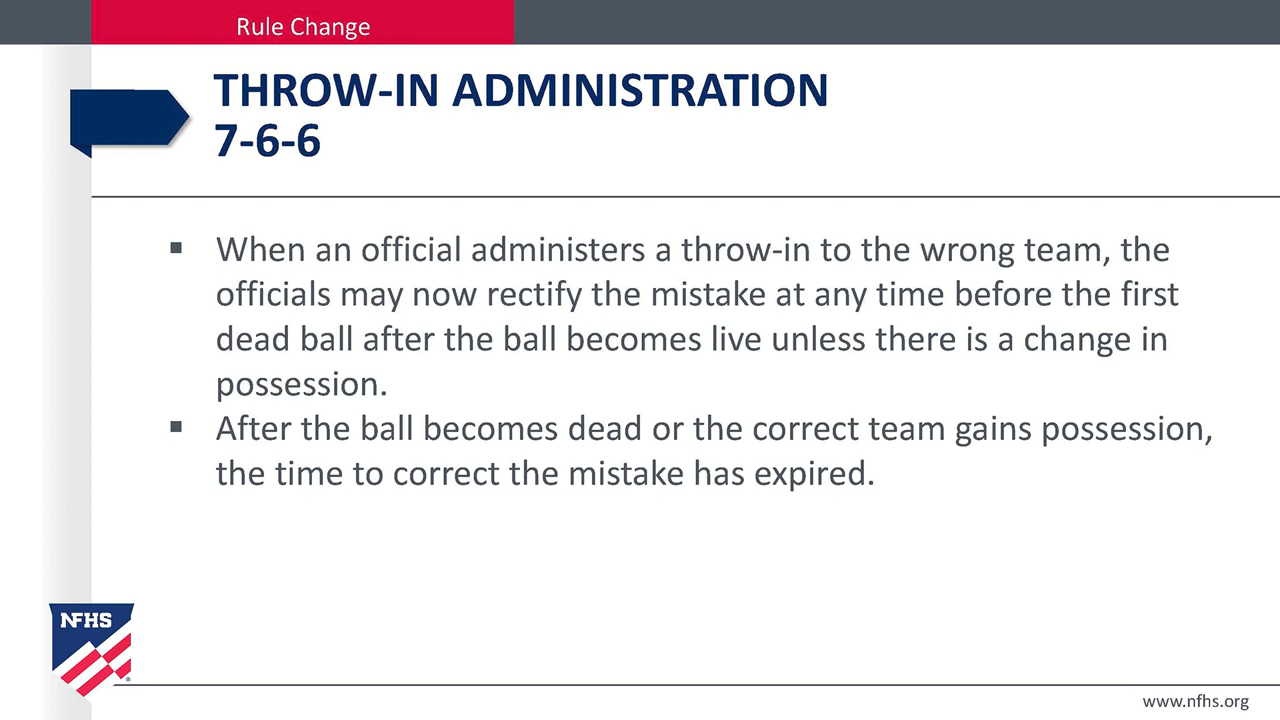 Rule Change
THROW-IN ADMINISTRATION
7-6-6
▪ When an official administers a throw-in to the wrong team, the
officials may now rectify the mistake at any time before the first
dead ball after the ball becomes live unless there is a change in
possession.
▪ After the ball becomes dead or the correct team gains possession,
the time to correct the mistake has expired.
NFHS
®
www.nfhs.org